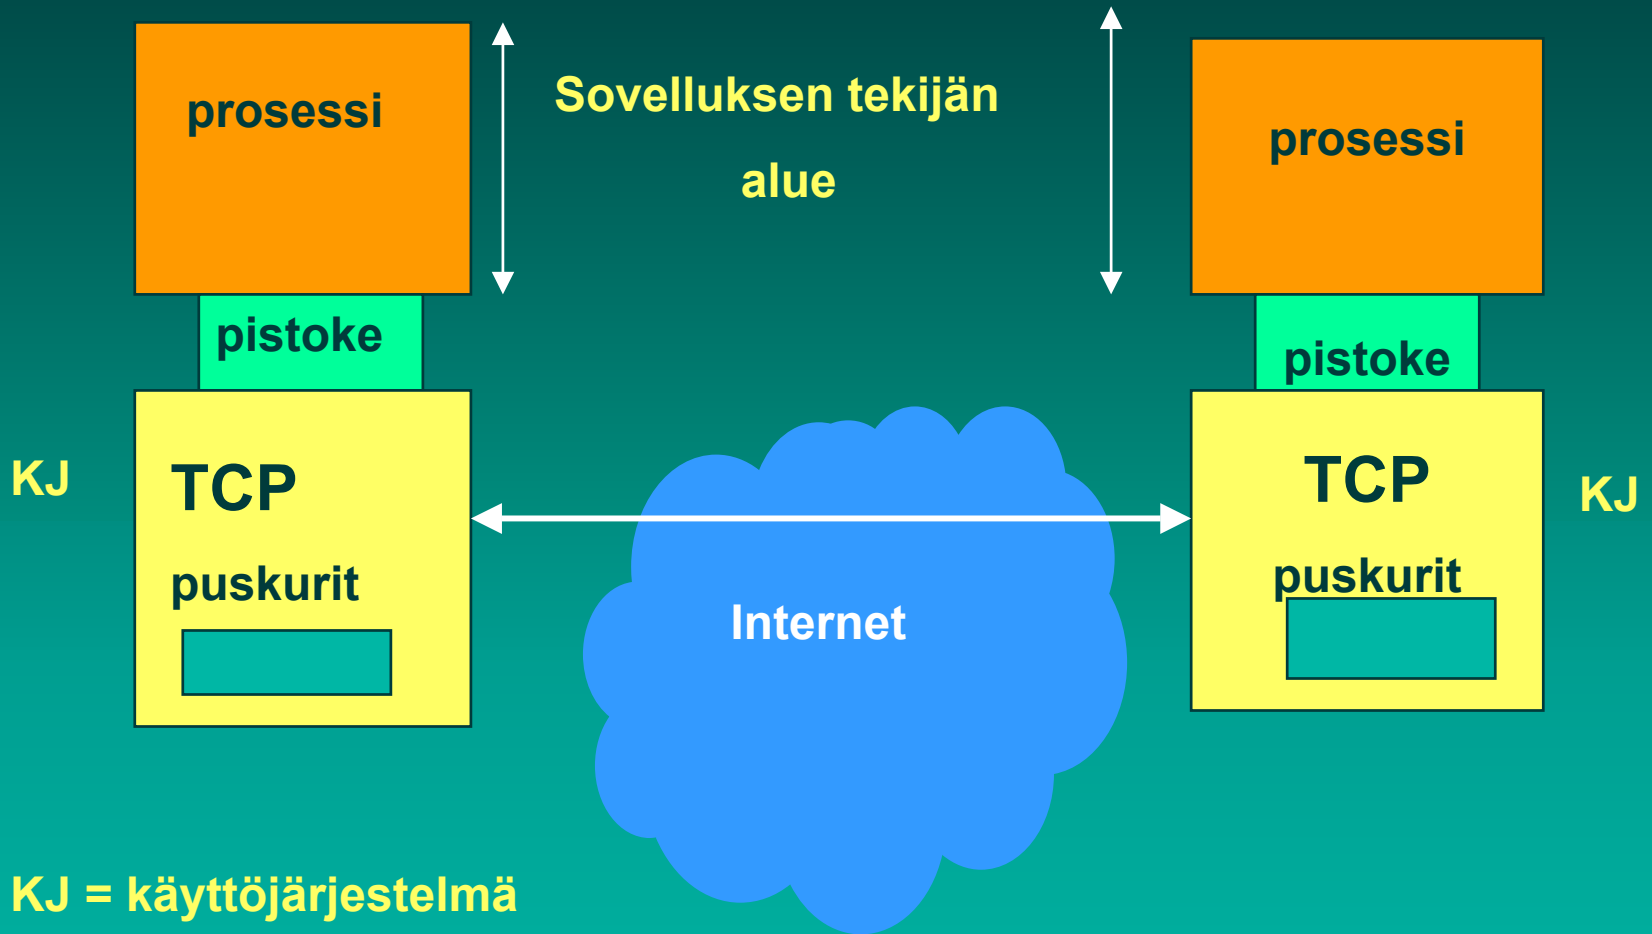 prosessi
Sovelluksen tekijän
alue
prosessi
pistoke
pistoke
KJ
TCP
TCP
KJ
puskurit
puskurit
Internet
KJ = käyttöjärjestelmä